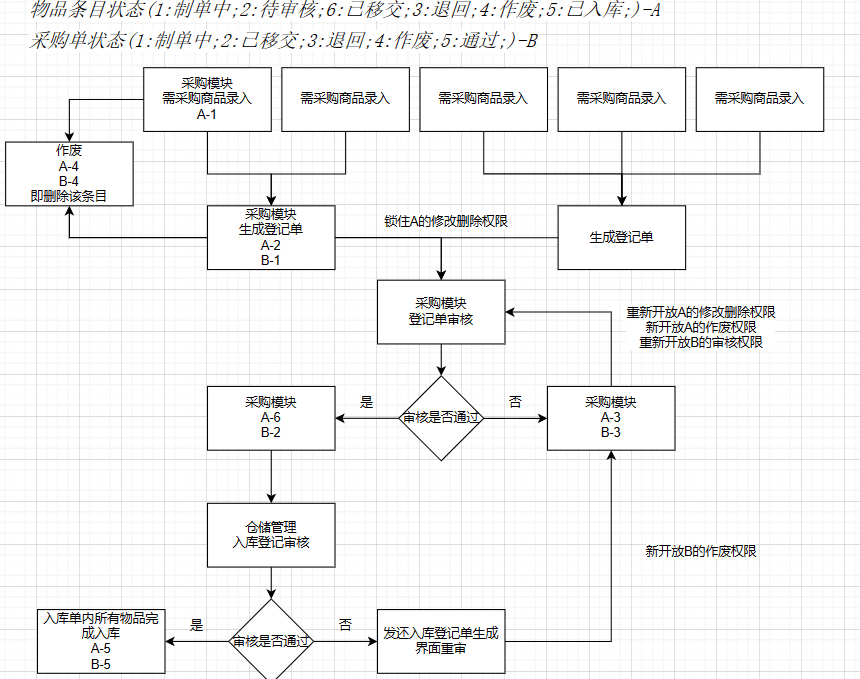 物品条目状态(1:制单中;2:待审核;6:已移交;3:退回;4:作废;5:已入库;)-A
采购单状态(1:制单中;2:已移交;3:退回;4:作废;5:通过;)-B
采购模块
需采购商品录入
A-1
需采购商品录入
需采购商品录入
需采购商品录入
需采购商品录入
作废
A-4
B-4
即删除该条目
采购模块
生成登记单
A-2
B-1
锁住A的修改删除权限
生成登记单
采购模块
登记单审核
重新开放A的修改删除权限
新开放A的作废权限
重新开放B的审核权限
采购模块
A-6
B-2
是
审核是否通过
否
采购模块
A-3
B-3
仓储管理
入库登记审核
新开放B的作废权限
入库单内所有物品完
成入库
A-5
B-5
是
审核是否通过
否
发还入库登记单生成
界面重审